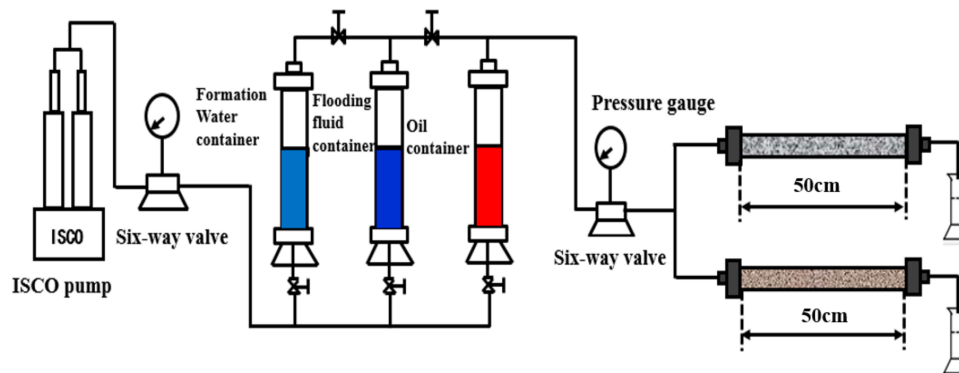 Formation
Water
container
Flooding
fluid
container
Oil
container
Pressure gauge
50cm
ISCO
Six-way valve
Six-way valve
ISCO pump
50cm